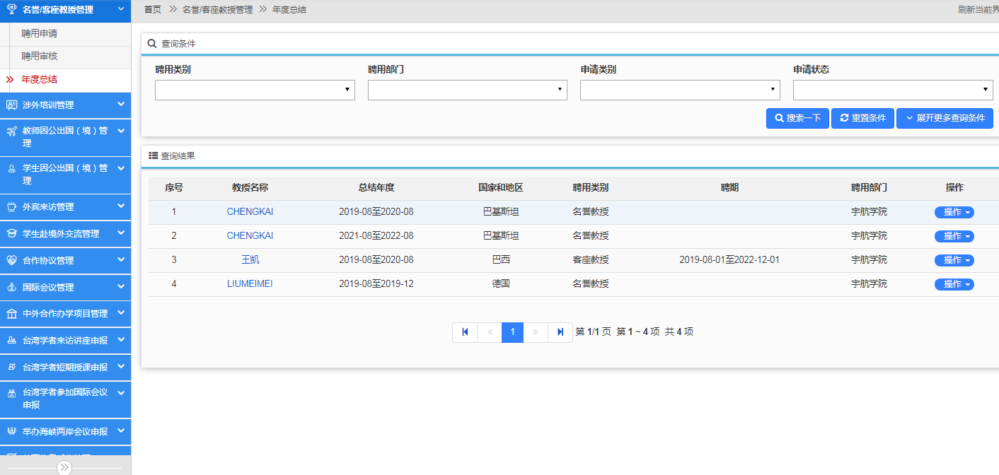 名誉/客座教授管理
聘用申请
聘用审核
年度总结
涉外培训管理
教师因公出国（境）管
理
学生因公出国（境）管
理
外宾来访管理
学生赴境外交流管理
合作协议管理
国际会议管理
中外合作办学项目管理
台湾学者来访讲座申报
台湾学者短期授课申报
台湾学者参加国际会议
申报
举办海峡两岸会议申报
首页 名誉/客座教授管理 年度总结
刷新当前界
查询条件
聘用类别 聘用部门 申请类别 申请状态
搜索一下 重置条件 展开更多查询条件
查询结果
序号 教授名称 总结年度 国家和地区 聘用类别 聘期 聘用部门 操作
1 CHENGKAI 2019-08至2020-08 巴基斯坦 名誉教授 宇航学院 操作
2 CHENGKAI 2021-08至2022-08 巴基斯坦 名誉教授 宇航学院 操作
3 王凯 2019-08至2020-08 巴西 客座教授 2019-08-01至2022-12-01 宇航学院 操作
4 LIUMEIMEI 2019-08至2019-12 德国 名誉教授 宇航学院 操作
1 第 1/1 页 第 1 ~ 4 项 共 4 项